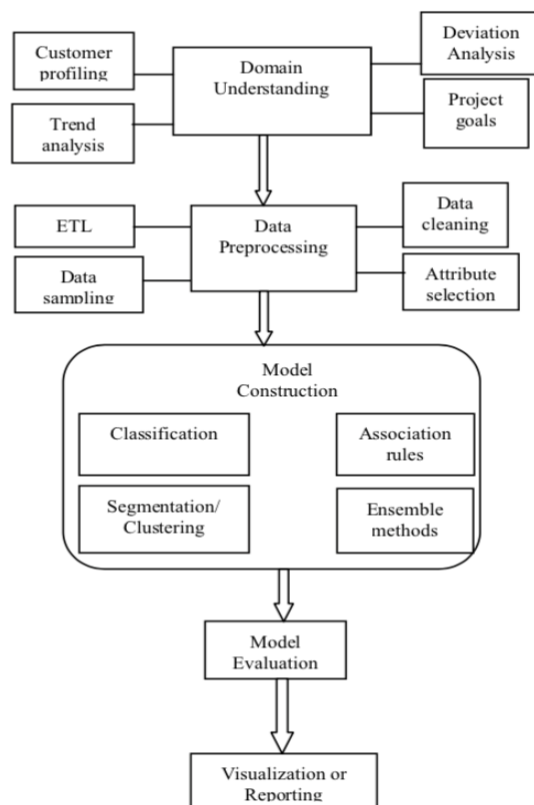 Customer
profiling
Domain
Understanding
Deviation
Analysis
Trend
analysis
Project
goals
ETL
Data
Preprocessing
Data
cleaning
Data
sampling
Attribute
selection
Model
Construction
Classification
Association
rules
Segmentation/
Clustering
Ensemble
methods
Model
Evaluation
Visualization or
Reporting